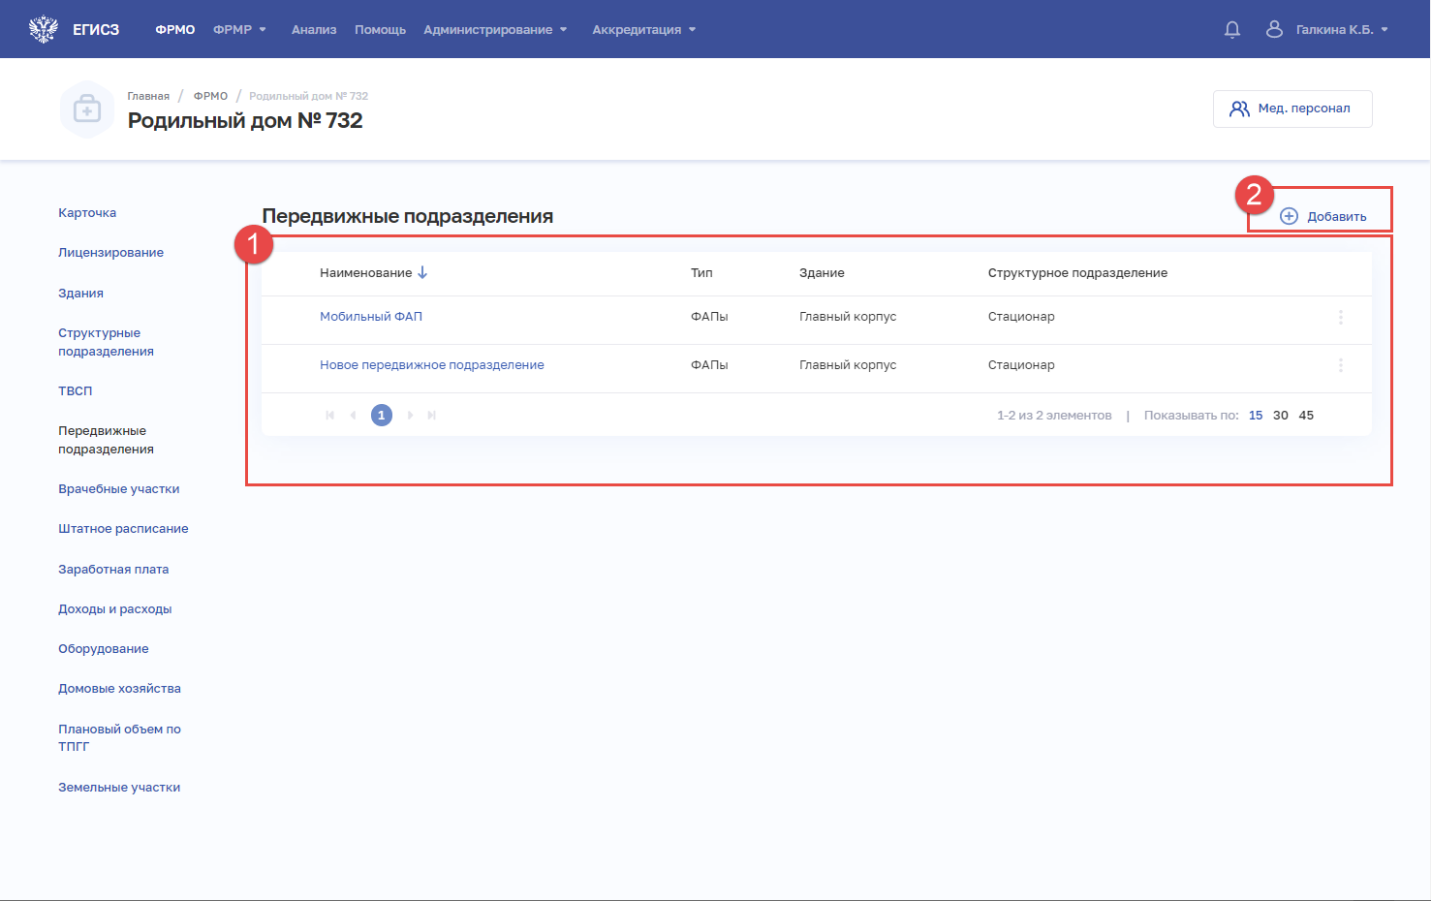 ЕГИСЗ ФРМО ФРМР Анализ Помощь Администрирование Аккредитация Галкина К.Б.
Главная / ФРМО / Родильный дом № 732
Родильный дом № 732
Мед. персонал
Карточка
Лицензирование
Здания
Структурные
подразделения
ТВСП
Передвижные
подразделения
Врачебные участки
Штатное расписание
Заработная плата
Доходы и расходы
Оборудование
Домовые хозяйства
Плановый объем по
ТПГГ
Земельные участки
Передвижные подразделения
2
Добавить
1
Наименование Тип Здание Структурное подразделение
Мобильный ФАП ФАПы Главный корпус Стационар
Новое передвижное подразделение ФАПы Главный корпус Стационар
1 1-2 из 2 элементов | Показывать по: 15 30 45